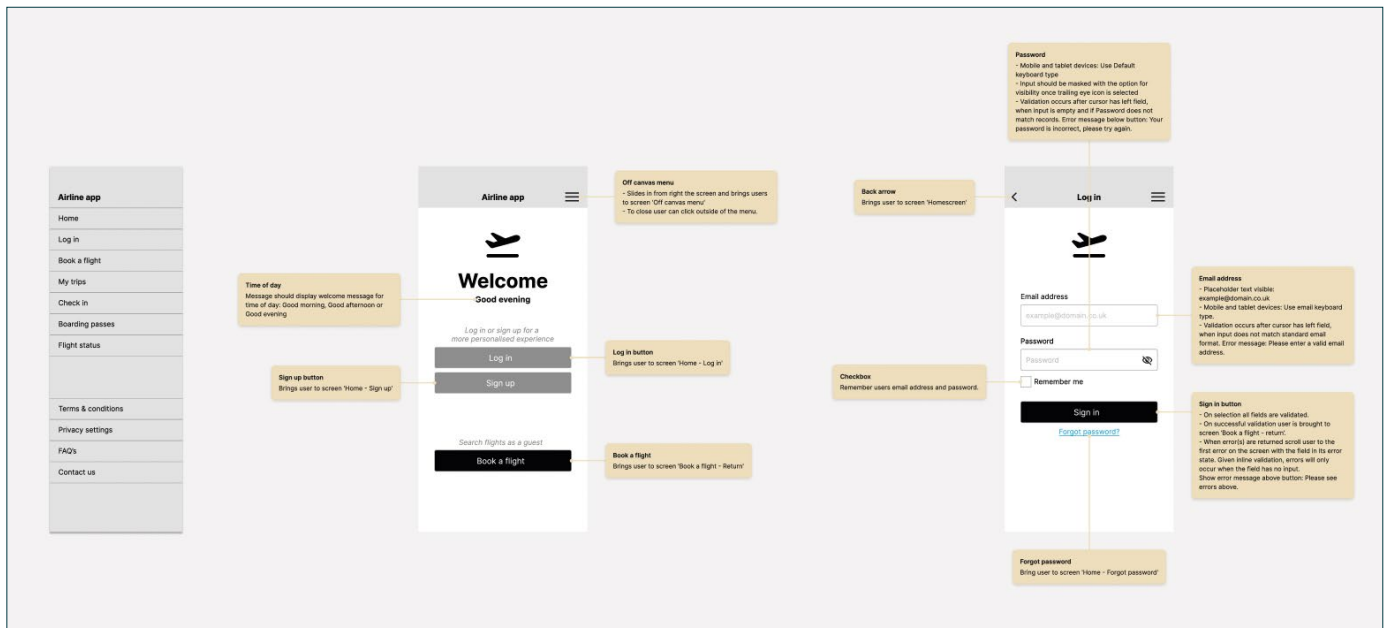 Airline app
Home
Log in
Book a flight
My trips
Check in
Boarding passes
Flight status
Terms & conditions
Privacy settings
FAQ's
Contact us
Time of day
Message should display welcome message for
time of day: Good morning, Good afternoon or
Good evening
Sign up button
Brings user to screen 'Home - Sign up'
Airline app
Welcome
Good evening
Log in or sign up for a
more personalised experience
Log in
Sign up
Search flights as a guest
Book a flight
Off canvas menu
- Slides in from right the screen and brings users
to screen 'Off canvas menu'
- To close user can click outside of the menu.
Log in button
Brings user to screen 'Home - Log in'
Book a flight
Brings user to screen 'Book a flight - Return'
Password
- Mobile and tablet devices: Use Default
keyboard type
- Input should be masked with the option for
visibility once trailing eye icon is selected
- Validation occurs after cursor has left field,
when input is empty and if Password does not
match records. Error message below button: Your
password is incorrect, please try again.
Back arrow
Brings user to screen 'Homescreen'
Checkbox
Remember users email address and password.
Log in
Email address
example@domain.co.uk
Password
Password
Remember me
Sign in
Forgot password?
Email address
- Placeholder text visible:
example@domain.co.uk
- Mobile and tablet devices: Use email keyboard
type.
- Validation occurs after cursor has left field,
when input does not match standard email
format. Error message: Please enter a valid email
address.
Sign in button
- On selection all fields are validated.
- On successful validation user is brought to
screen 'Book a flight - return'.
- When error(s) are returned scroll user to the
first error on the screen with the field in its error
state. Given inline validation, errors will only
occur when the field has no input.
Show error message above button: Please see
errors above.
Forgot password
Bring user to screen 'Home - Forgot password'